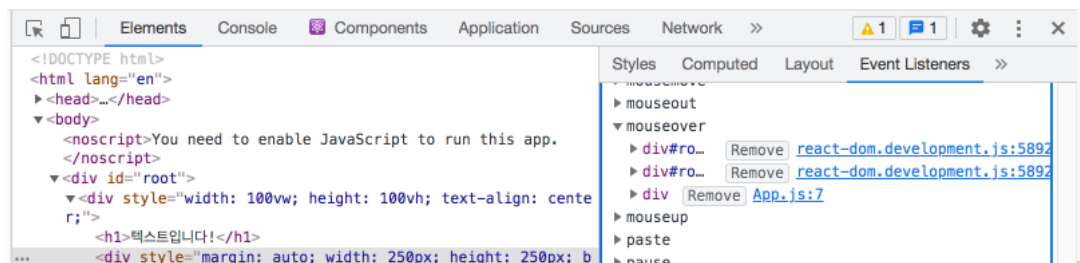 Elements Console Components Application Sources Network » 1 1
<!DOCTYPE html>
<html lang="en">
<head>…</head>
<body>
<noscript>You need to enable JavaScript to run this app.
</noscript>
<div id="root">
<div style="width: 100vw; height: 100vh; text-align: cente
r;">
<h1>텍스트입니다!</h1>
… <div style="margin: auto; width: 250px; height: 250px; b
Styles Computed Layout Event Listeners »
mousemove
mouseout
mouseover
div#ro… Remove react-dom.development.js:5892
div#ro… Remove react-dom.development.js:5892
div Remove App.js:7
mouseup
paste
pause